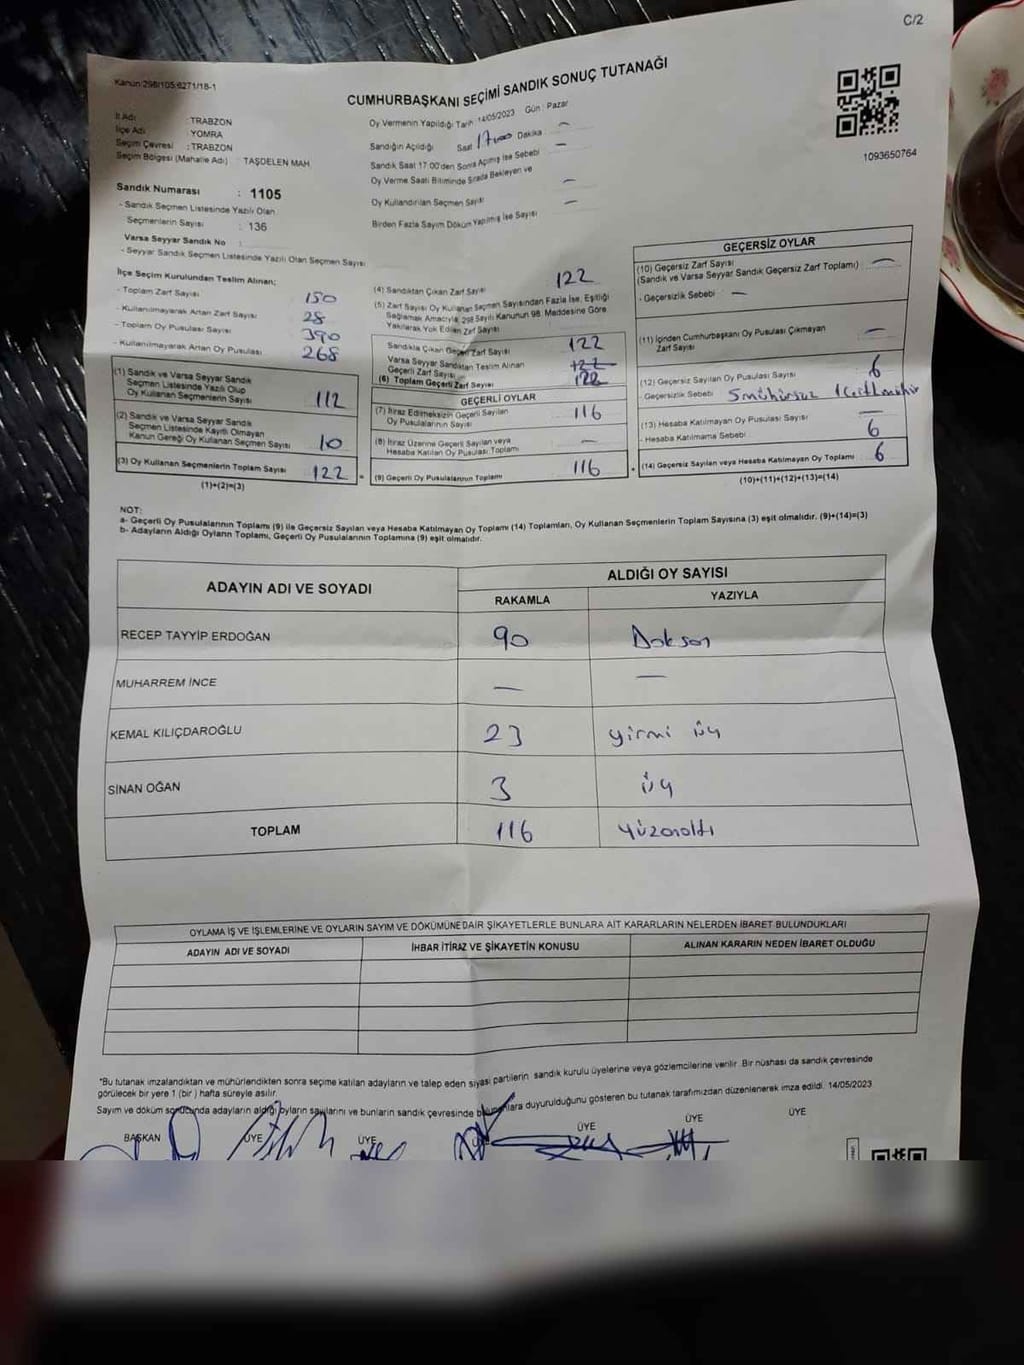 C/2
Kanun:298/105:6271/18-1
CUMHURBAŞKANI SEÇİMİ SANDIK SONUÇ TUTANAĞI
1093650764
İl Adı : TRABZON
İlçe Adı : YOMRA
Seçim Çevresi : TRABZON
Seçim Bölgesi (Mahalle Adı) : TAŞDELEN MAH
Sandık Numarası : 1105
- Sandık Seçmen Listesinde Yazılı Olan
Seçmenlerin Sayısı : 136
Varsa Seyyar Sandık No :
- Seyyar Sandık Seçmen Listesinde Yazılı Olan Seçmen Sayısı
Oy Vermenin Yapıldığı Tarih 14/05/2023 Gün : Pazar
Sandığın Açıldığı Saat 17:00 Dakika —
Sandık Saat 17:00'den Sonra Açılmış İse Sebebi —
Oy Verme Saati Bitiminde Sırada Bekleyen ve
Oy Kullandırılan Seçmen Sayısı —
Birden Fazla Sayım Döküm Yapılmış İse Sayısı —
İlçe Seçim Kurulundan Teslim Alınan;
- Toplam Zarf Sayısı 150
- Kullanılmayarak Artan Zarf Sayısı 28
- Toplam Oy Pusulası Sayısı 390
- Kullanılmayarak Artan Oy Pusulası 268
(1) Sandık ve Varsa Seyyar Sandık
Seçmen Listesinde Yazılı Olup
Oy Kullanan Seçmenlerin Sayısı 112
(2) Sandık ve Varsa Seyyar Sandık
Seçmen Listesinde Kayıtlı Olmayan
Kanun Gereği Oy Kullanan Seçmen Sayısı 10
(3) Oy Kullanan Seçmenlerin Toplam Sayısı 122
(1)+(2)=(3)
(4) Sandıktan Çıkan Zarf Sayısı 122
(5) Zarf Sayısı Oy Kullanan Seçmen Sayısından Fazla İse, Eşitliği
Sağlamak Amacıyla, 298 Sayılı Kanunun 98. Maddesine Göre
Yakılarak Yok Edilen Zarf Sayısı
Sandıkta Çıkan Geçerli Zarf Sayısı 122
Varsa Seyyar Sandıktan Teslim Alınan
Geçerli Zarf Sayısı 122
(6) Toplam Geçerli Zarf Sayısı 122
GEÇERLİ OYLAR
(7) İtiraz Edilmeksizin Geçerli Sayılan
Oy Pusulalarının Sayısı 116
(8) İtiraz Üzerine Geçerli Sayılan veya
Hesaba Katılan Oy Pusulası Toplamı —
(9) Geçerli Oy Pusulalarının Toplamı 116
GEÇERSİZ OYLAR
(10) Geçersiz Zarf Sayısı
(Sandık ve Varsa Seyyar Sandık Geçersiz Zarf Toplamı) —
- Geçersizlik Sebebi —
(11) İçinden Cumhurbaşkanı Oy Pusulası Çıkmayan
Zarf Sayısı —
(12) Geçersiz Sayılan Oy Pusulası Sayısı 6
Geçersizlik Sebebi 5 mühürsüz
(13) Hesaba Katılmayan Oy Pusulası Sayısı —
- Hesaba Katılmama Sebebi 6
(14) Geçersiz Sayılan veya Hesaba Katılmayan Oy Toplamı 6
(10)+(11)+(12)+(13)=(14)
NOT:
a- Geçerli Oy Pusulalarının Toplamı (9) ile Geçersiz Sayılan veya Hesaba Katılmayan Oy Toplamı (14) Toplamları, Oy Kullanan Seçmenlerin Toplam Sayısına (3) eşit olmalıdır. (9)+(14)=(3)
b- Adayların Aldığı Oyların Toplamı, Geçerli Oy Pusulalarının Toplamına (9) eşit olmalıdır.
ADAYIN ADI VE SOYADI
ALDIĞI OY SAYISI
RAKAMLA YAZIYLA
RECEP TAYYİP ERDOĞAN 90 Doksan
MUHARREM İNCE — —
KEMAL KILIÇDAROĞLU 23 yirmi üç
SİNAN OĞAN 3 üç
TOPLAM 116 yüzonaltı
OYLAMA İŞ VE İŞLEMLERİNE VE OYLARIN SAYIM VE DÖKÜMÜNE DAİR ŞİKAYETLERLE BUNLARA AİT KARARLARIN NELERDEN İBARET BULUNDUKLARI
ADAYIN ADI VE SOYADI İHBAR İTİRAZ VE ŞİKAYETİN KONUSU ALINAN KARARIN NEDEN İBARET OLDUĞU
*Bu tutanak imzalandıktan ve mühürlendikten sonra seçime katılan adayların ve talep eden siyasi partilerin sandık kurulu üyelerine veya gözlemcilerine verilir. Bir nüshası da sandık çevresinde
görülecek bir yere 1 (bir ) hafta süreyle asılır.
Sayım ve döküm sonucunda adayların aldığı oyların sayılarını ve bunların sandık çevresinde bulunanlara duyurulduğunu gösteren bu tutanak tarafımızdan düzenlenerek imza edildi. 14/05/2023
BAŞKAN ÜYE ÜYE ÜYE ÜYE ÜYE